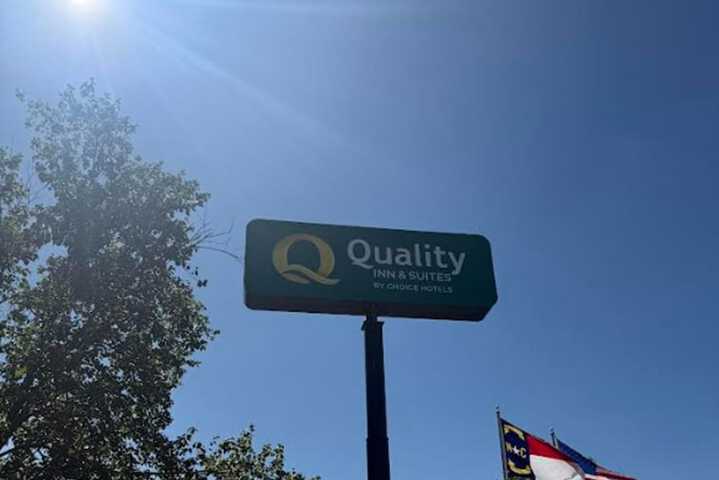 Quality
INN & SUITES
BY CHOICE HOTELS
N★C